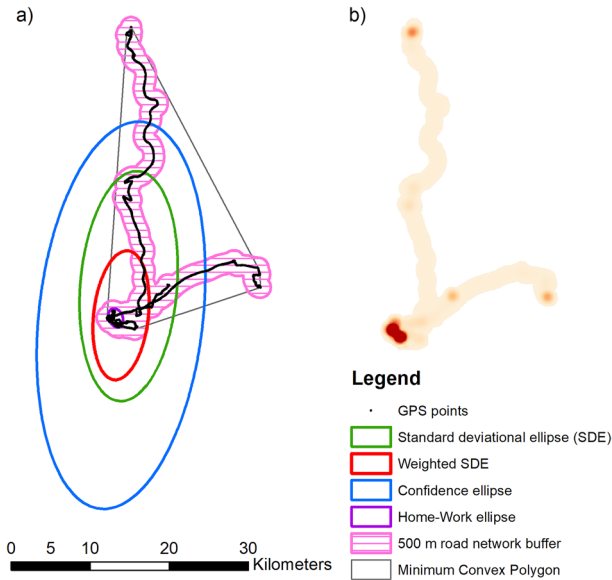 a)
b)
Legend
GPS points
Standard deviational ellipse (SDE)
Weighted SDE
Confidence ellipse
Home-Work ellipse
500 m road network buffer
Minimum Convex Polygon
Kilometers
0 10 20 30